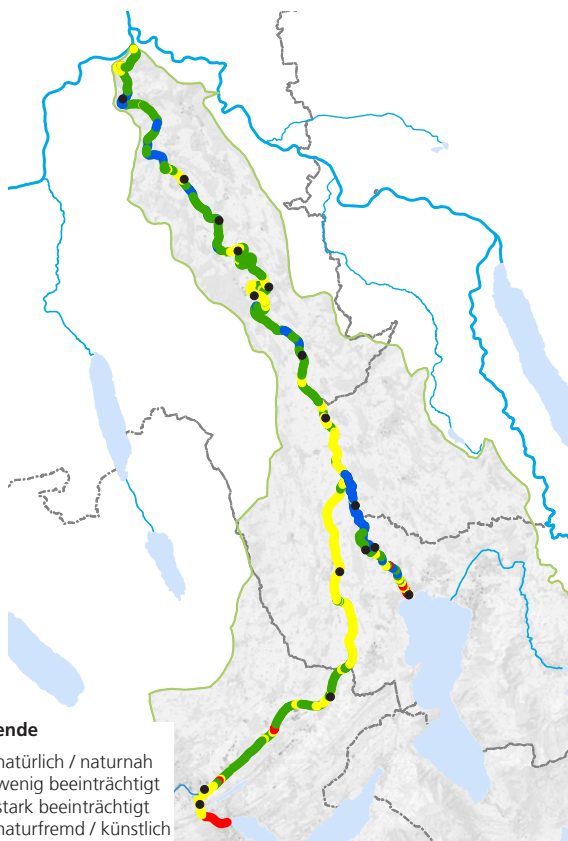 ende
natürlich / naturnah
wenig beeinträchtigt
stark beeinträchtigt
naturfremd / künstlich